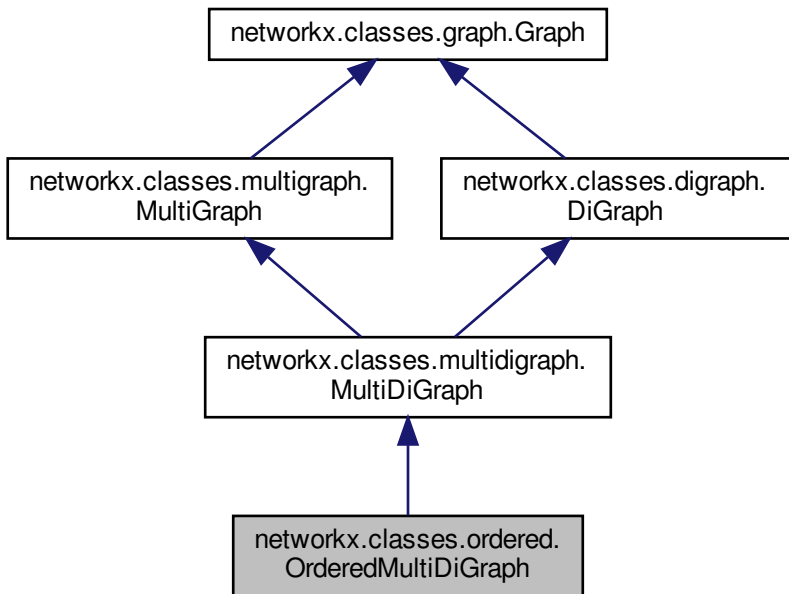 networkx.classes.graph.Graph
networkx.classes.multigraph.
MultiGraph
networkx.classes.digraph.
DiGraph
networkx.classes.multidigraph.
MultiDiGraph
networkx.classes.ordered.
OrderedMultiDiGraph